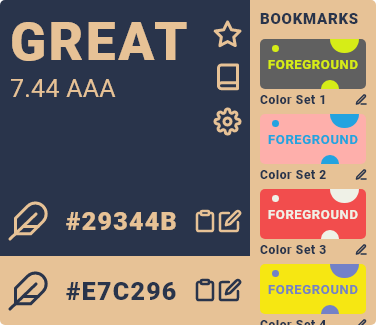 GREAT
7.44 AAA
#29344B
#E7C296
BOOKMARKS
FOREGROUND
Color Set 1
FOREGROUND
Color Set 2
FOREGROUND
Color Set 3
FOREGROUND
Color Set 4